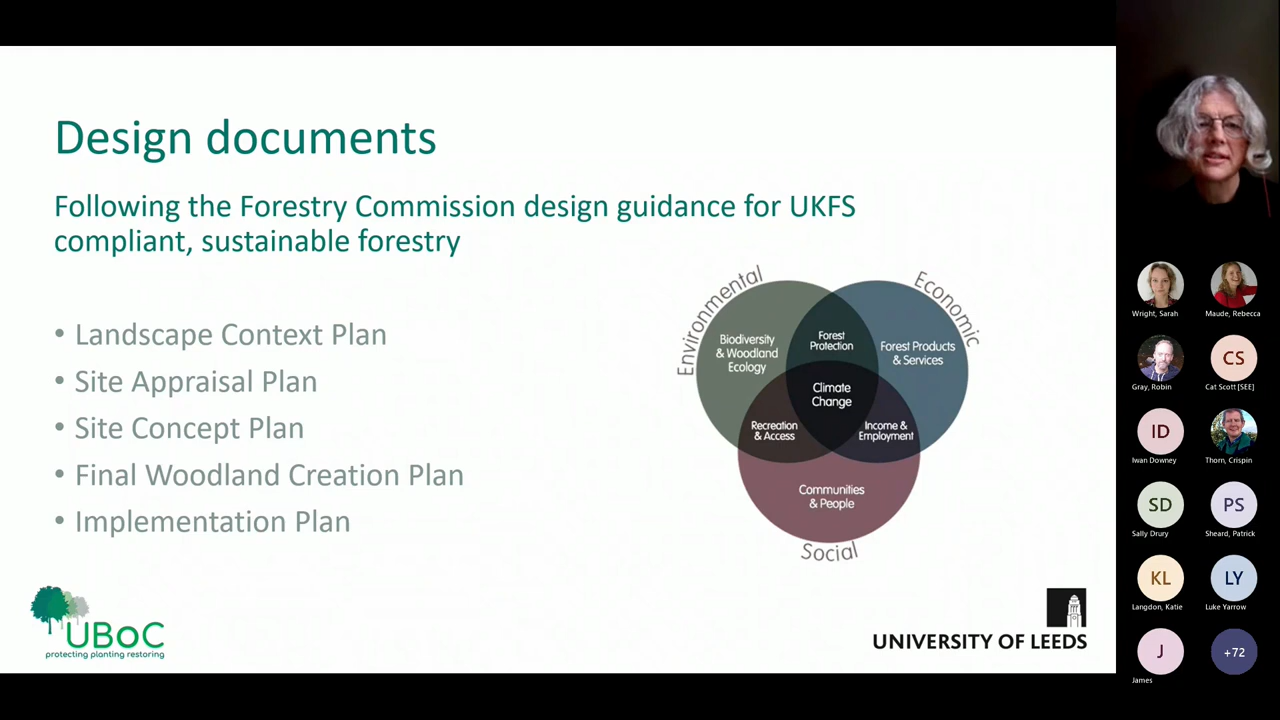 Design documents
Following the Forestry Commission design guidance for UKFS
compliant, sustainable forestry
• Landscape Context Plan
• Site Appraisal Plan
• Site Concept Plan
• Final Woodland Creation Plan
• Implementation Plan
Environmental
Economic
Biodiversity
& Woodland
Ecology
Forest
Protection
Forest Products
& Services
Climate
Change
Recreation
& Access
Income &
Employment
Communities
& People
Social
UBoC
protecting planting restoring
UNIVERSITY OF LEEDS
Wright, Sarah
Maude, Rebecca
Gray, Robin
CS
Cat Scott [SEE]
ID
Iwan Downey
Thorn, Crispin
SD
Sally Drury
PS
Sheard, Patrick
KL
Langdon, Katie
LY
Luke Yarrow
J
James
+72